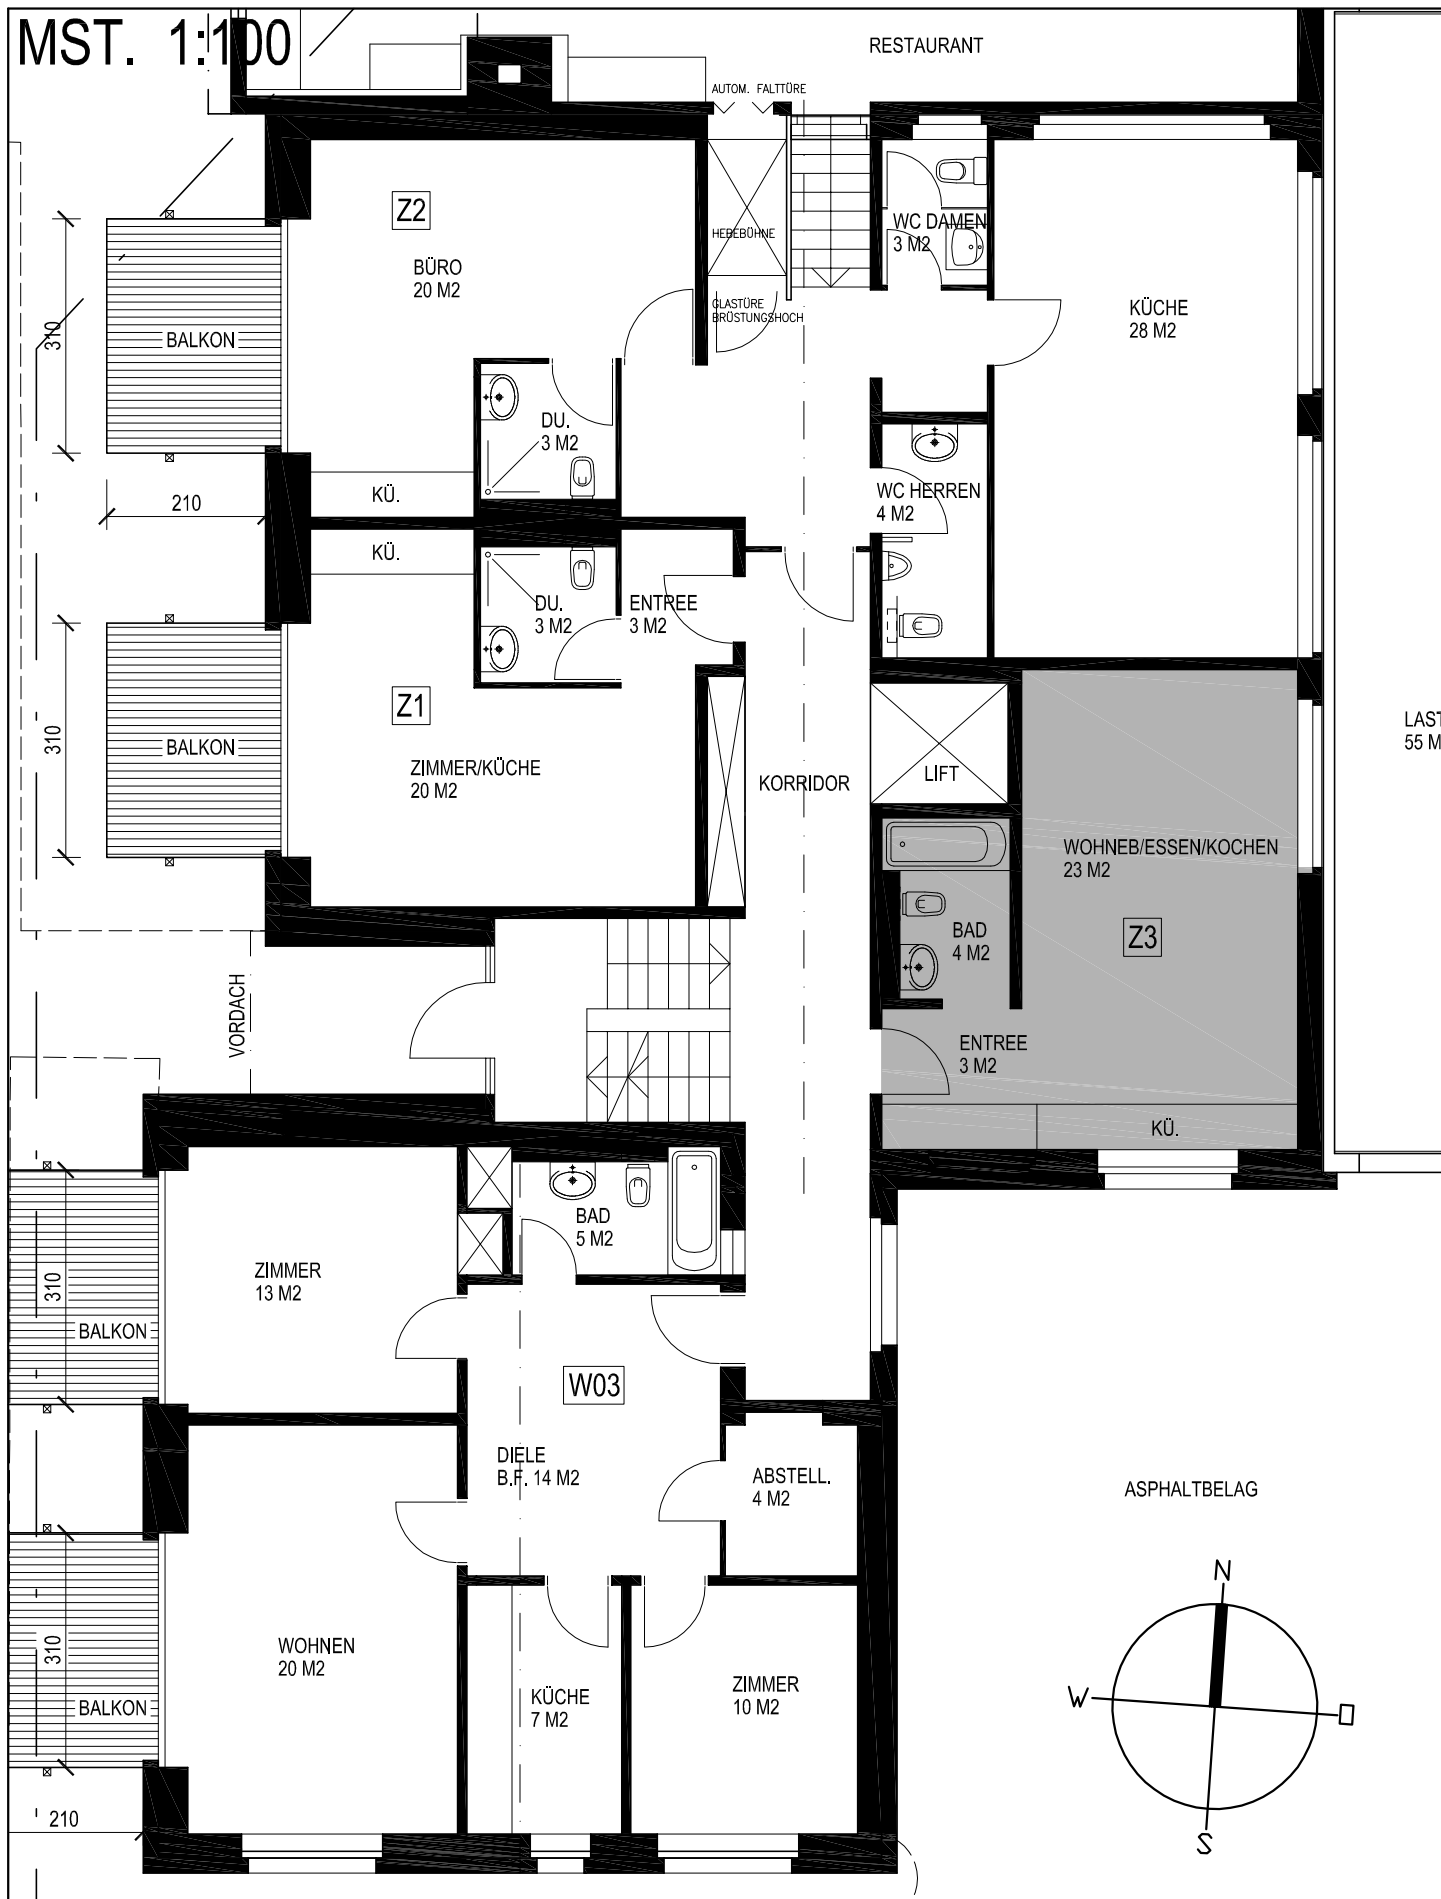 MST. 1:100
RESTAURANT
AUTOM. FALTTÜRE
Z2
BÜRO
20 M2
HEBEBÜHNE
WC DAMEN
3 M2
GLASTÜRE
BRÜSTUNGSHOCH
KÜCHE
28 M2
310
BALKON
DU.
3 M2
KÜ.
210
WC HERREN
4 M2
KÜ.
DU.
3 M2
ENTREE
3 M2
Z1
310
BALKON
ZIMMER/KÜCHE
20 M2
KORRIDOR
LIFT
LAST
55 M
WOHNEB/ESSEN/KOCHEN
23 M2
BAD
4 M2
Z3
VORDACH
ENTREE
3 M2
KÜ.
BAD
5 M2
ZIMMER
13 M2
310
BALKON
W03
DIELE
B.F. 14 M2
ABSTELL.
4 M2
ASPHALTBELAG
310
WOHNEN
20 M2
BALKON
KÜCHE
7 M2
ZIMMER
10 M2
210
N
W
S